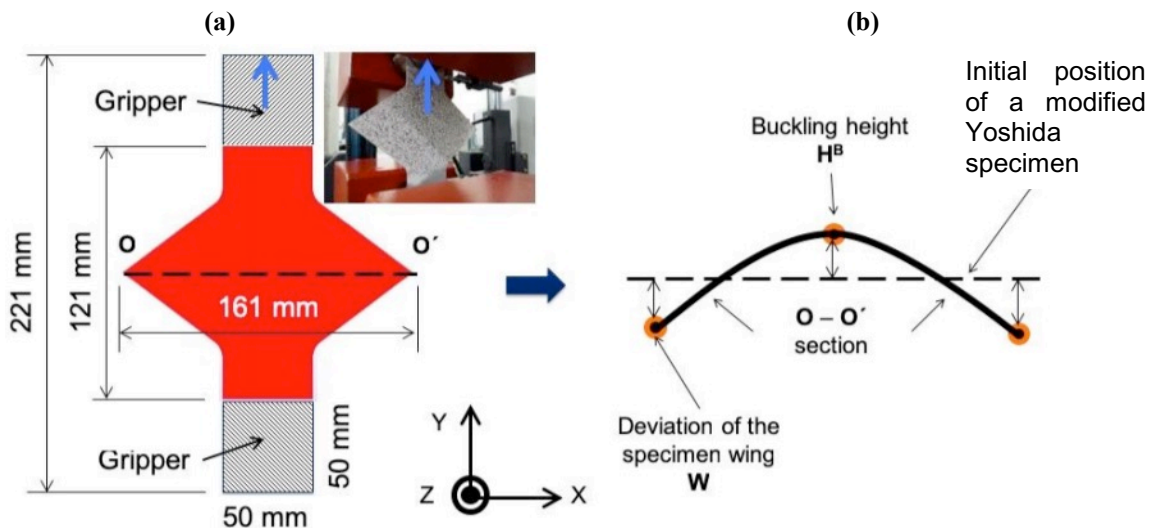 (a)
Gripper
221 mm
121 mm
O
O´
161 mm
Gripper
50 mm
50 mm
Y
Z
X
(b)
Initial position
of a modified
Yoshida
specimen
Buckling height
Hᴮ
O – O´
section
Deviation of the
specimen wing
W